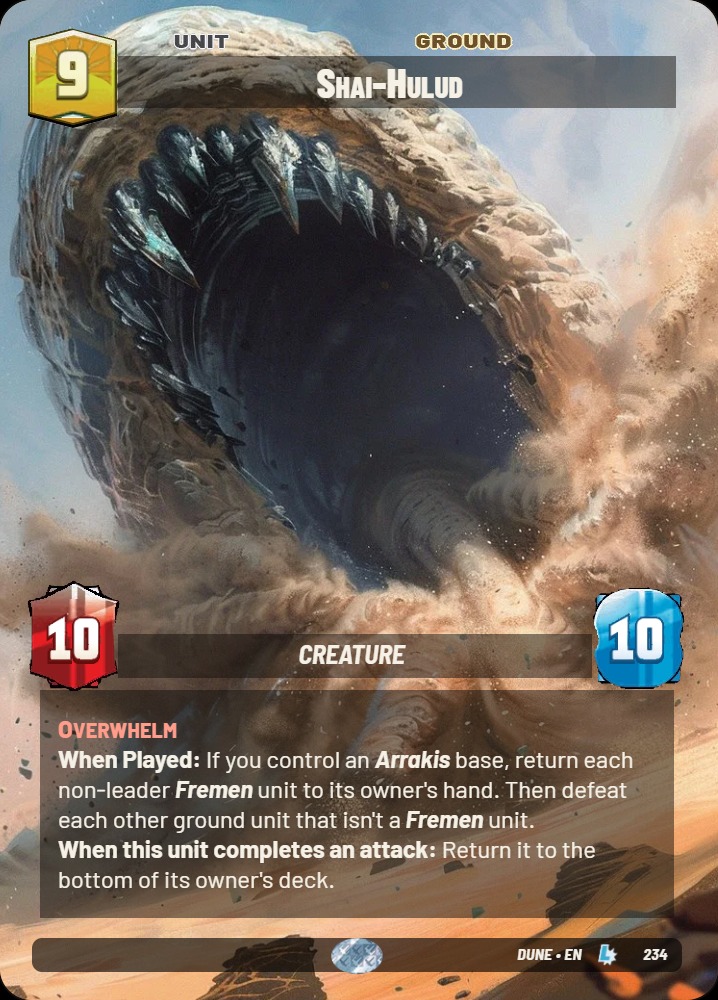 UNIT GROUND
9
SHAI-HULUD
10
CREATURE
10
OVERWHELM
When Played: If you control an Arrakis base, return each
non-leader Fremen unit to its owner's hand. Then defeat
each other ground unit that isn't a Fremen unit.
When this unit completes an attack: Return it to the
bottom of its owner's deck.
DUNE • EN L 234